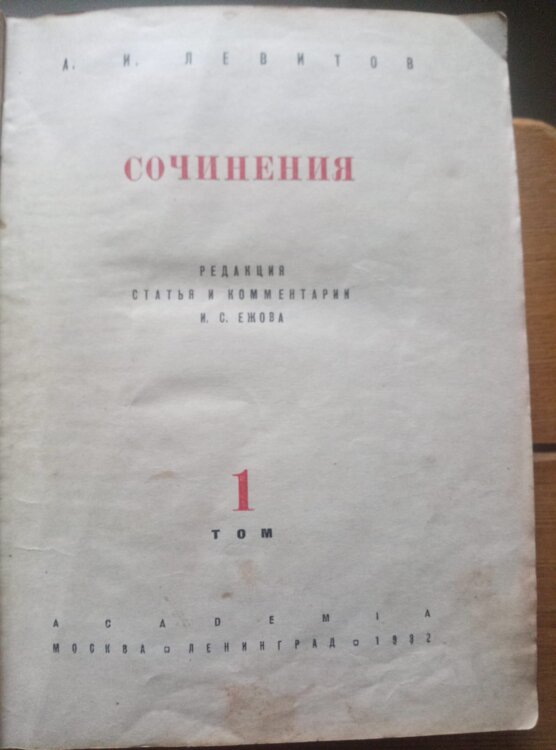 А. И. ЛЕВИТОВ
СОЧИНЕНИЯ
РЕДАКЦИЯ
СТАТЬЯ И КОММЕНТАРИИ
И. С. ЕЖОВА
1
ТОМ
ACADEMIA
МОСКВА ¤ ЛЕНИНГРАД ¤ 1932